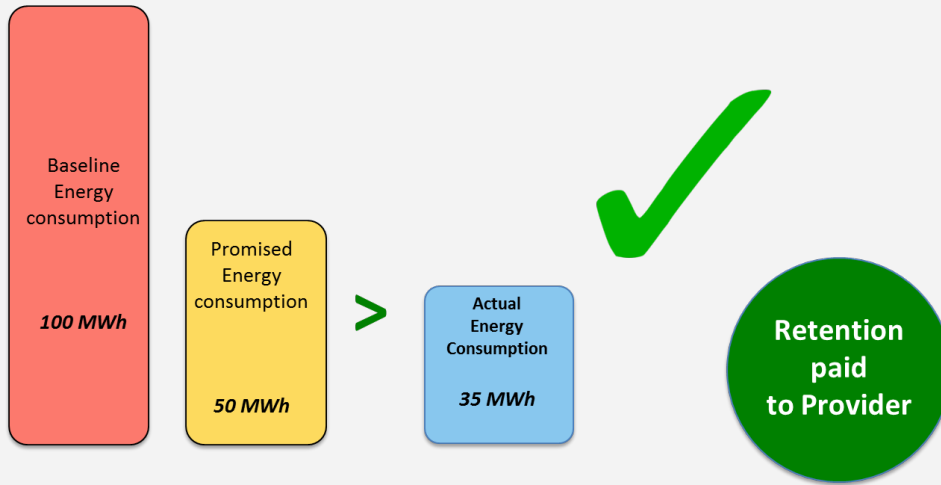 Baseline
Energy
consumption
100 MWh
Promised
Energy
consumption
50 MWh
>
Actual
Energy
Consumption
35 MWh
Retention
paid
to Provider